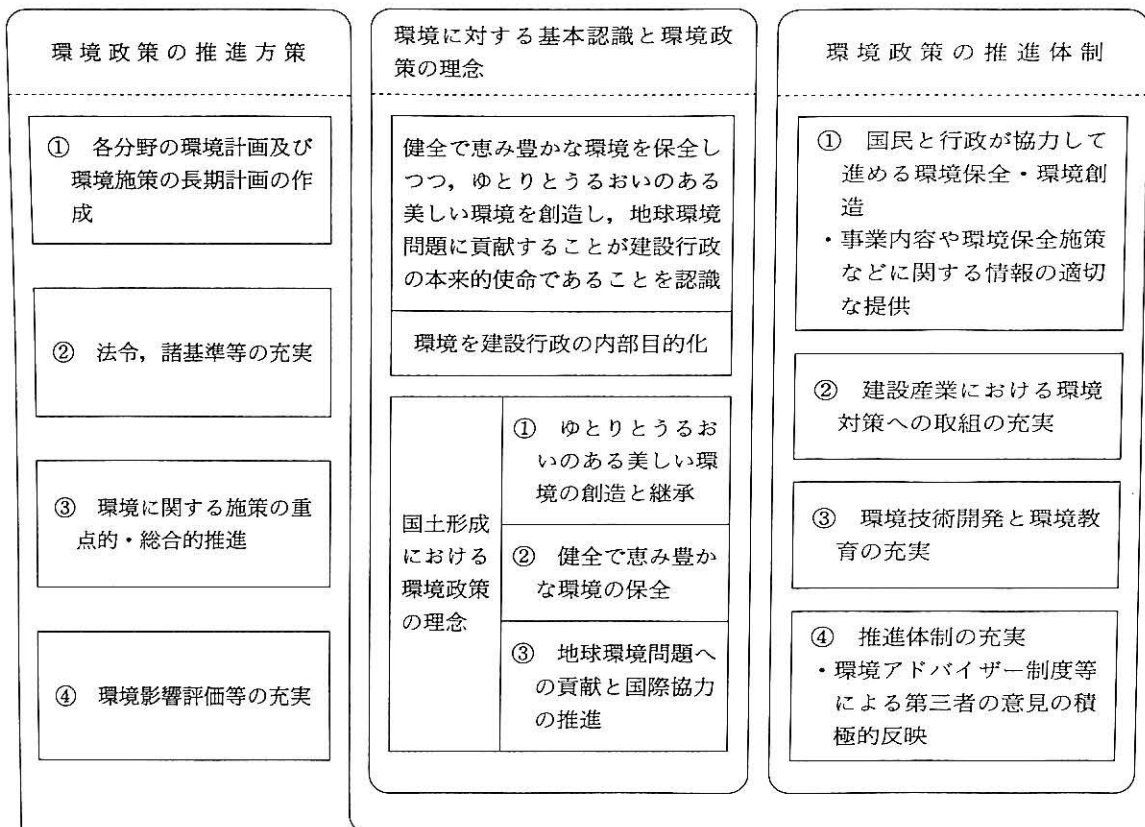 環境政策の推進方策
① 各分野の環境計画及び
環境施策の長期計画の作
成
② 法令，諸基準等の充実
③ 環境に関する施策の重
点的・総合的推進
④ 環境影響評価等の充実
環境に対する基本認識と環境政
策の理念
健全で恵み豊かな環境を保全し
つつ，ゆとりとうるおいのある
美しい環境を創造し，地球環境
問題に貢献することが建設行政
の本来的使命であることを認識
環境を建設行政の内部目的化
国土形成
における
環境政策
の理念
① ゆとりとうるお
いのある美しい環
境の創造と継承
② 健全で恵み豊か
な環境の保全
③ 地球環境問題へ
の貢献と国際協力
の推進
環境政策の推進体制
① 国民と行政が協力して
進める環境保全・環境創
造
・事業内容や環境保全施策
などに関する情報の適切
な提供
② 建設産業における環境
対策への取組の充実
③ 環境技術開発と環境教
育の充実
④ 推進体制の充実
・環境アドバイザー制度等
による第三者の意見の積
極的反映